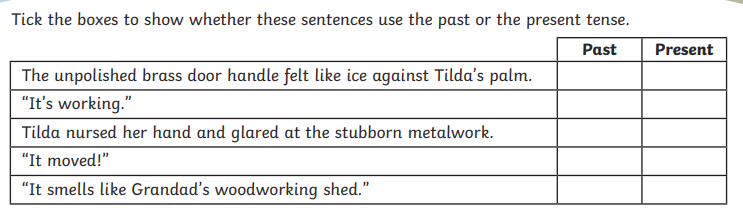 Tick the boxes to show whether these sentences use the past or the present tense.
Past Present
The unpolished brass door handle felt like ice against Tilda’s palm.
“It’s working.”
Tilda nursed her hand and glared at the stubborn metalwork.
“It moved!”
“It smells like Grandad’s woodworking shed.”